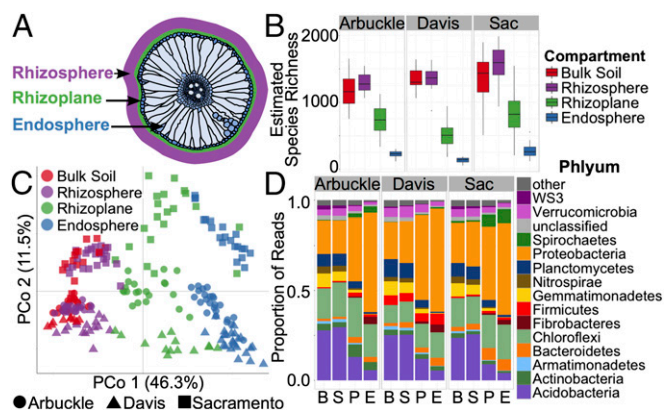 A
Rhizosphere
Rhizoplane
Endosphere
B
Arbuckle Davis Sac
Estimated
Species Richness
2000
1000
0
Compartment
Bulk Soil
Rhizosphere
Rhizoplane
Endosphere
C
Bulk Soil
Rhizosphere
Rhizoplane
Endosphere
PCo 2 (11.5%)
PCo 1 (46.3%)
Arbuckle Davis Sacramento
D
Arbuckle Davis Sac
Proportion of Reads
1.0
0.5
0.0
B S P E B S P E B S P E
Phlyum
other
WS3
Verrucomicrobia
unclassified
Spirochaetes
Proteobacteria
Planctomycetes
Nitrospirae
Gemmatimonadetes
Firmicutes
Fibrobacteres
Chloroflexi
Bacteroidetes
Armatimonadetes
Actinobacteria
Acidobacteria